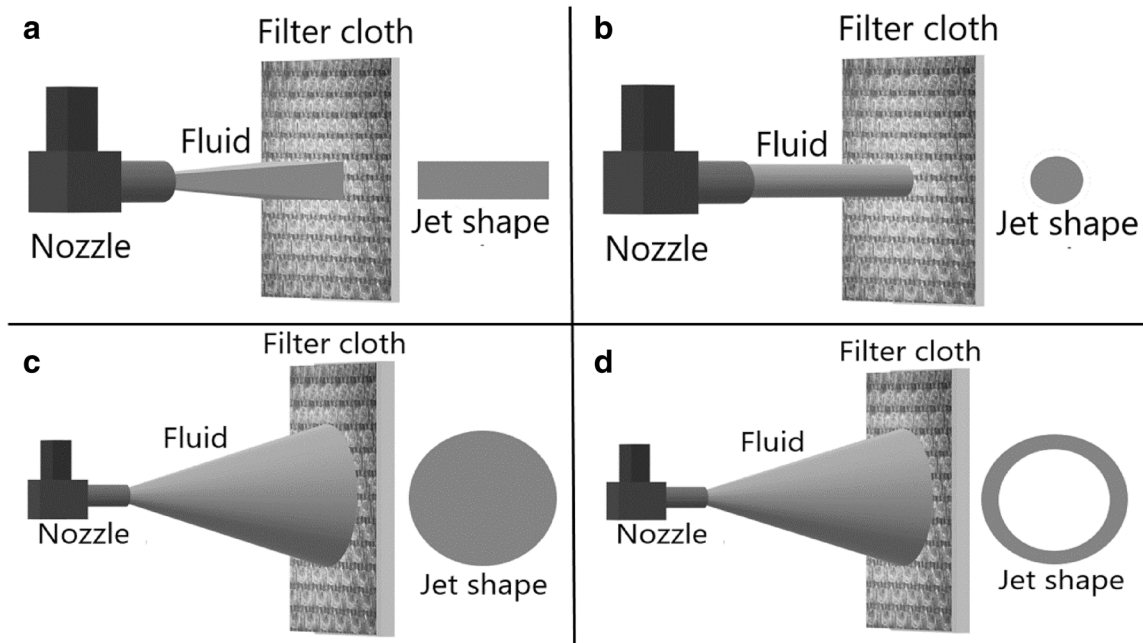 a
Filter cloth
Fluid
Nozzle
Jet shape
b
Filter cloth
Fluid
Nozzle
Jet shape
c
Filter cloth
Fluid
Nozzle
Jet shape
d
Filter cloth
Fluid
Nozzle
Jet shape